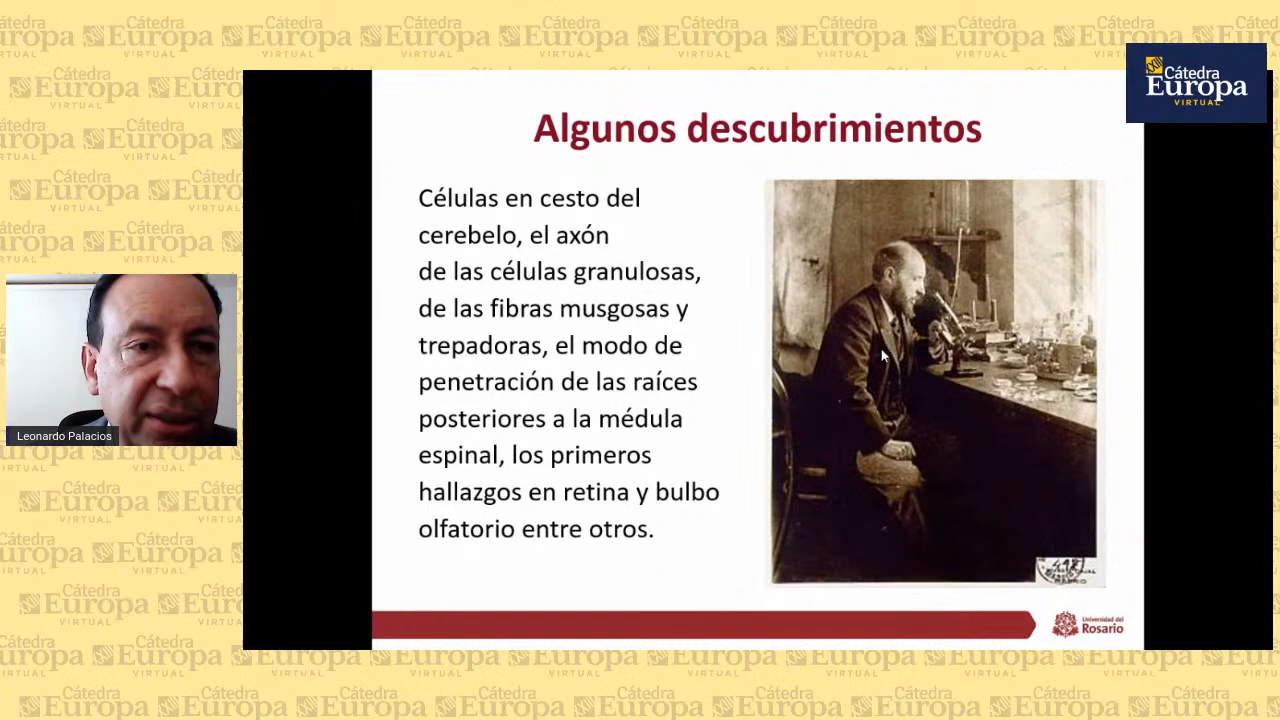 Cátedra
Europa
VIRTUAL
Algunos descubrimientos
Células en cesto del
cerebelo, el axón
de las células granulosas,
de las fibras musgosas y
trepadoras, el modo de
penetración de las raíces
posteriores a la médula
espinal, los primeros
hallazgos en retina y bulbo
olfatorio entre otros.
Leonardo Palacios
MADRID
Universidad del
Rosario